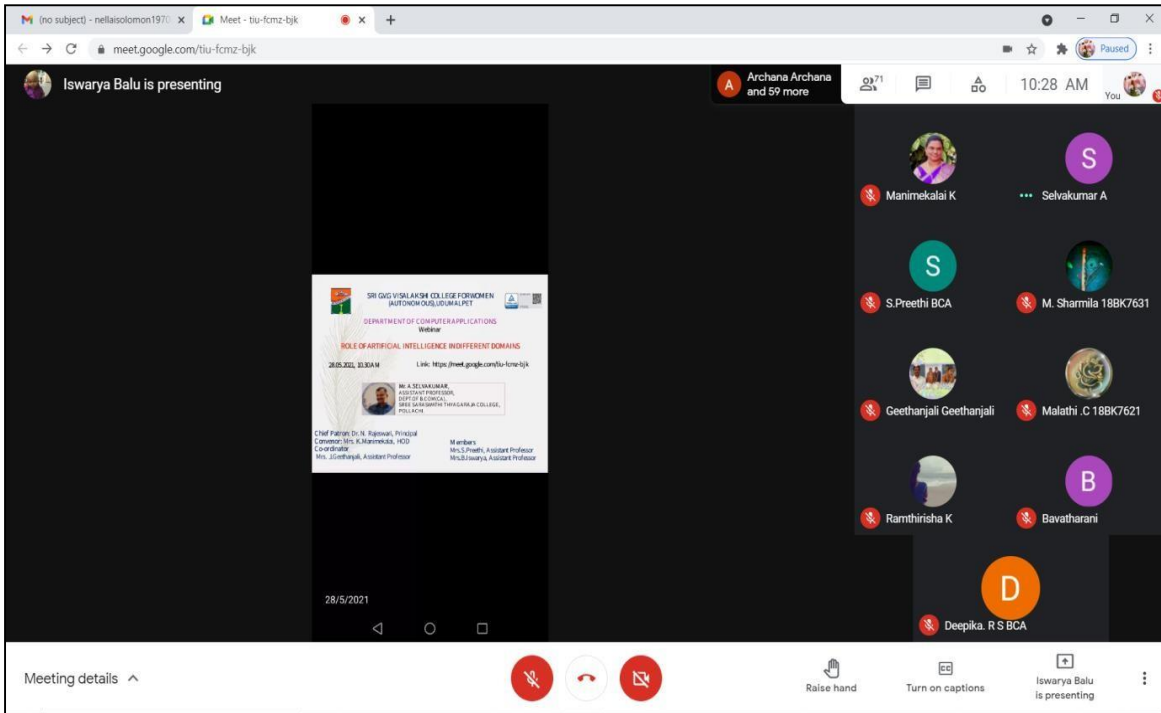 (no subject) - nellaisolomon1970
Meet - tiu-fcmz-bjk
meet.google.com/tiu-fcmz-bjk
Paused
Iswarya Balu is presenting
A
Archana Archana
and 59 more
71
10:28 AM
You
SRI GVG VISALAKSHI COLLEGE FOR WOMEN
(AUTONOMOUS), UDUMALPET
DEPARTMENT OF COMPUTER APPLICATIONS
Webinar
ROLE OF ARTIFICIAL INTELLIGENCE IN DIFFERENT DOMAINS
28.05.2021, 10.30AM
Link: https://meet.google.com/tiu-fcmz-bjk
Mr. A.SELVAKUMAR,
ASSISTANT PROFESSOR,
DEPT OF B.COM(CA),
SREE SARASWATHI THYAGARAJA COLLEGE,
POLLACHI
Chief Patron: Dr. N. Rajeswari, Principal
Convenor: Mrs. K.Manimekalai, HOD
Co-ordinator
Mrs. J.Geethanjali, Assistant Professor
Members
Mrs.S.Preethi, Assistant Professor
Mrs.B.Iswarya, Assistant Professor
28/5/2021
Manimekalai K
S
Selvakumar A
S
S.Preethi BCA
M. Sharmila 18BK7631
Geethanjali Geethanjali
Malathi .C 18BK7621
Ramthirisha K
B
Bavatharani
D
Deepika. R S BCA
Meeting details
Raise hand
CC
Turn on captions
Iswarya Balu
is presenting